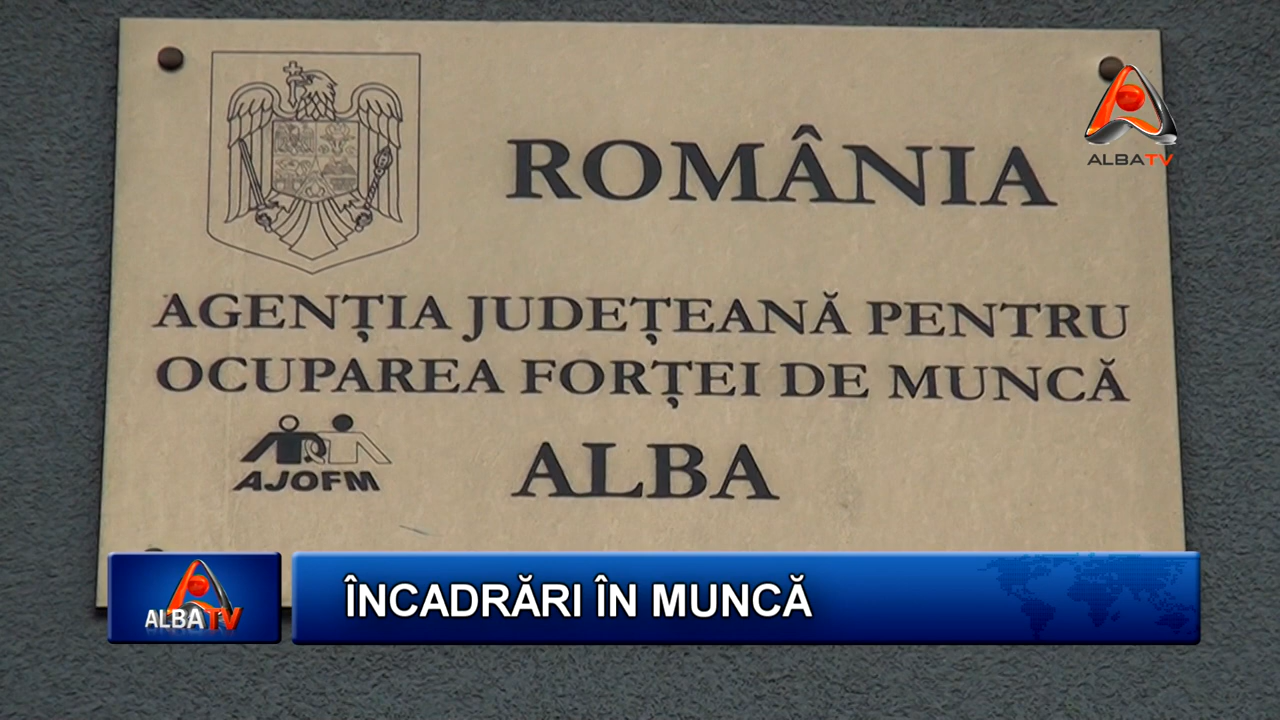 ROMÂNIA
ALBATV
AGENȚIA JUDEȚEANĂ PENTRU
OCUPAREA FORȚEI DE MUNCĂ
AJOFM
ALBA
ALBATV
ÎNCADRĂRI ÎN MUNCĂ